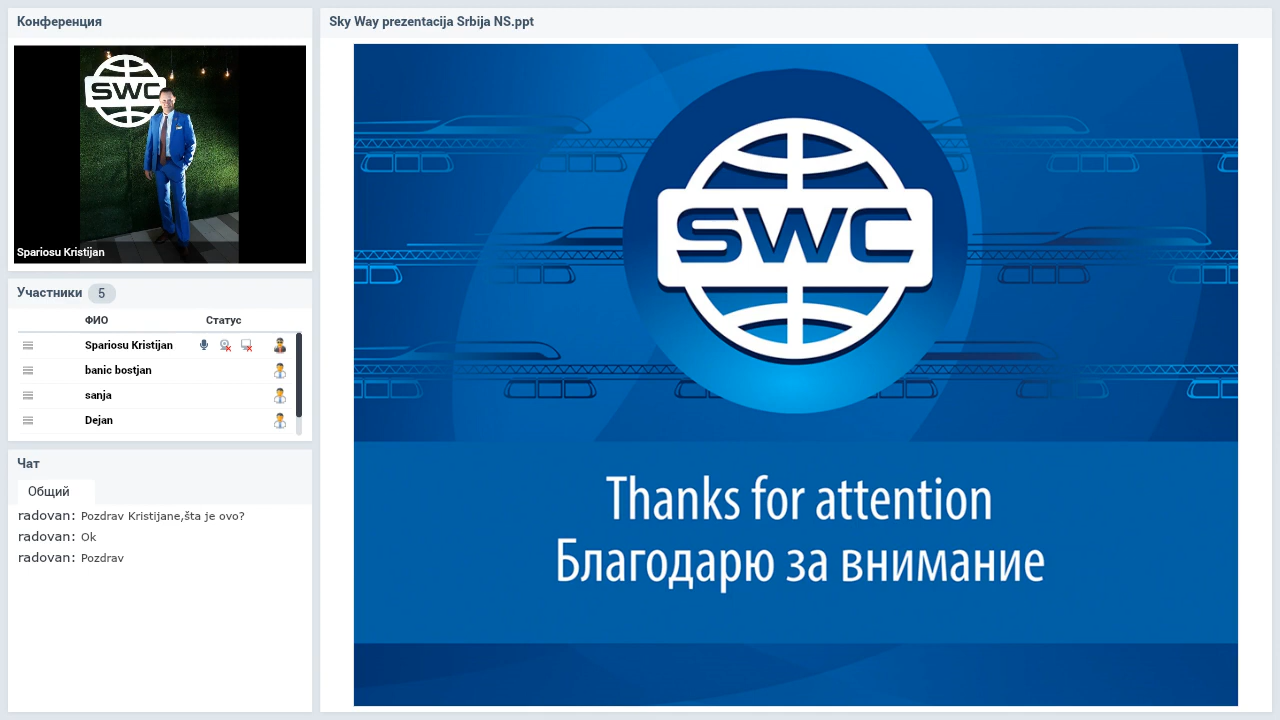 Конференция
SWC
Spariosu Kristijan
Участники 5
ФИО Статус
Spariosu Kristijan
banic bostjan
sanja
Dejan
Чат
Общий
radovan: Pozdrav Kristijane,šta je ovo?
radovan: Ok
radovan: Pozdrav
Sky Way prezentacija Srbija NS.ppt
SWC
Thanks for attention
Благодарю за внимание